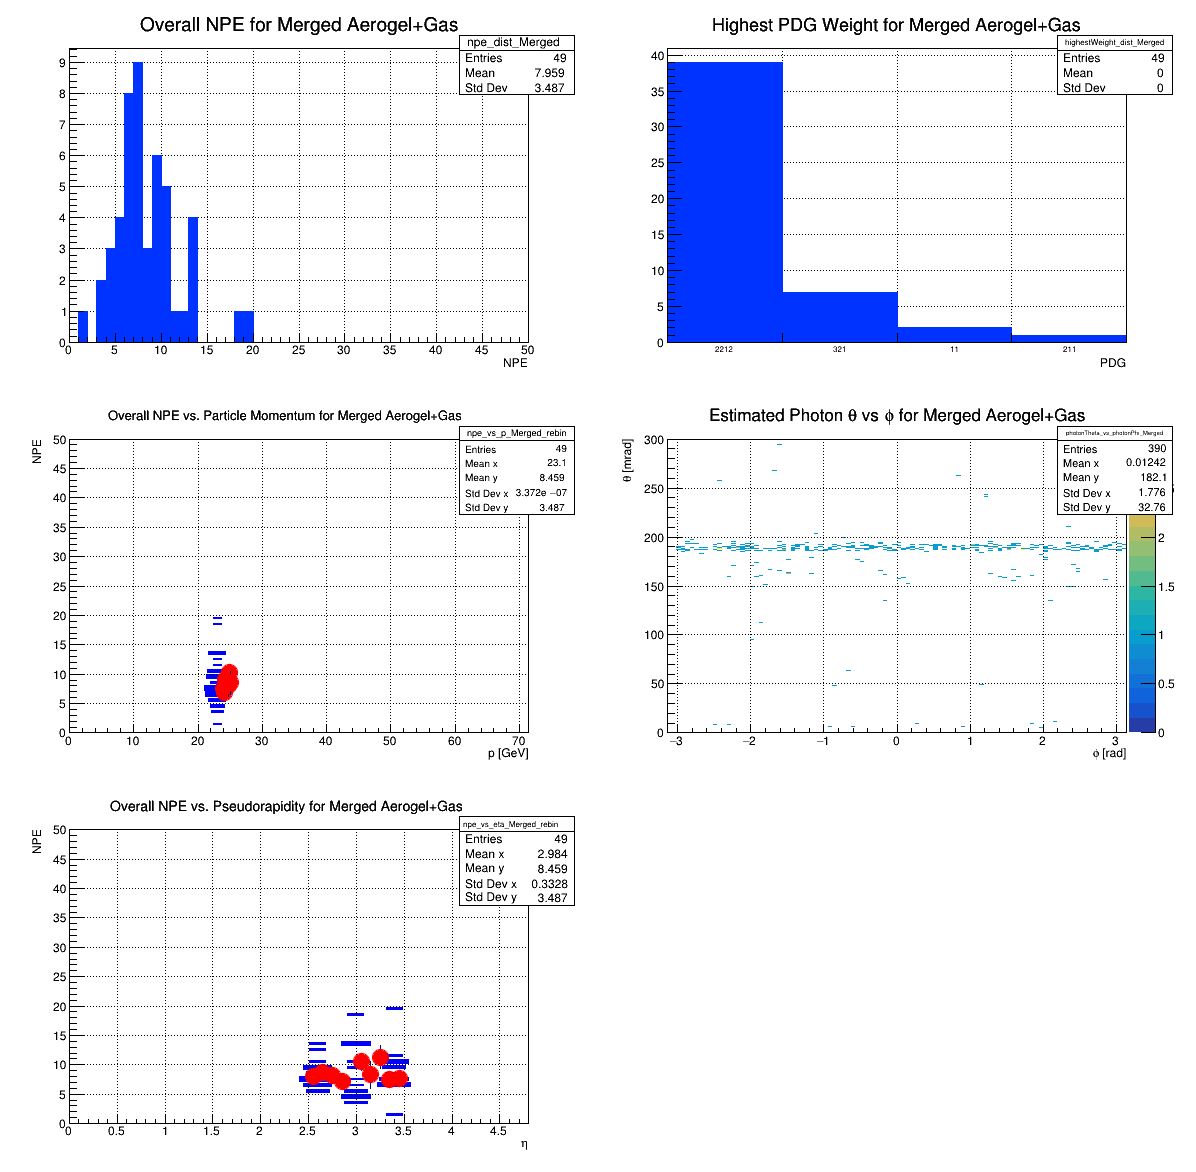 Overall NPE for Merged Aerogel+Gas
npe_dist_Merged
Entries 49
Mean 7.959
Std Dev 3.487
9
8
7
6
5
4
3
2
1
0
0 5 10 15 20 25 30 35 40 45 50
NPE
Highest PDG Weight for Merged Aerogel+Gas
highestWeight_dist_Merged
Entries 49
Mean 0
Std Dev 0
40
35
30
25
20
15
10
5
0
2212 321 11 211
PDG
Overall NPE vs. Particle Momentum for Merged Aerogel+Gas
npe_vs_p_Merged_rebin
Entries 49
Mean x 23.1
Mean y 8.459
Std Dev x 3.372e −07
Std Dev y 3.487
NPE
50
45
40
35
30
25
20
15
10
5
0
0 10 20 30 40 50 60 70
p [GeV]
Estimated Photon θ vs ϕ for Merged Aerogel+Gas
photonTheta_vs_photonPhi_Merged
Entries 390
Mean x 0.01242
Mean y 182.1
Std Dev x 1.776
Std Dev y 32.76
θ [mrad]
300
250
200
150
100
50
0
−3 −2 −1 0 1 2 3
ϕ [rad]
2
1.5
1
0.5
0
Overall NPE vs. Pseudorapidity for Merged Aerogel+Gas
npe_vs_eta_Merged_rebin
Entries 49
Mean x 2.984
Mean y 8.459
Std Dev x 0.3328
Std Dev y 3.487
NPE
50
45
40
35
30
25
20
15
10
5
0
0 0.5 1 1.5 2 2.5 3 3.5 4 4.5
η